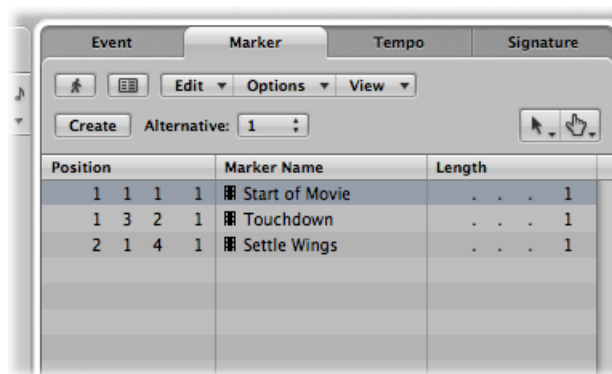 Event Marker Tempo Signature
Edit Options View
Create Alternative: 1
Position Marker Name Length
1 1 1 1 Start of Movie . . . 1
1 3 2 1 Touchdown . . . 1
2 1 4 1 Settle Wings . . . 1